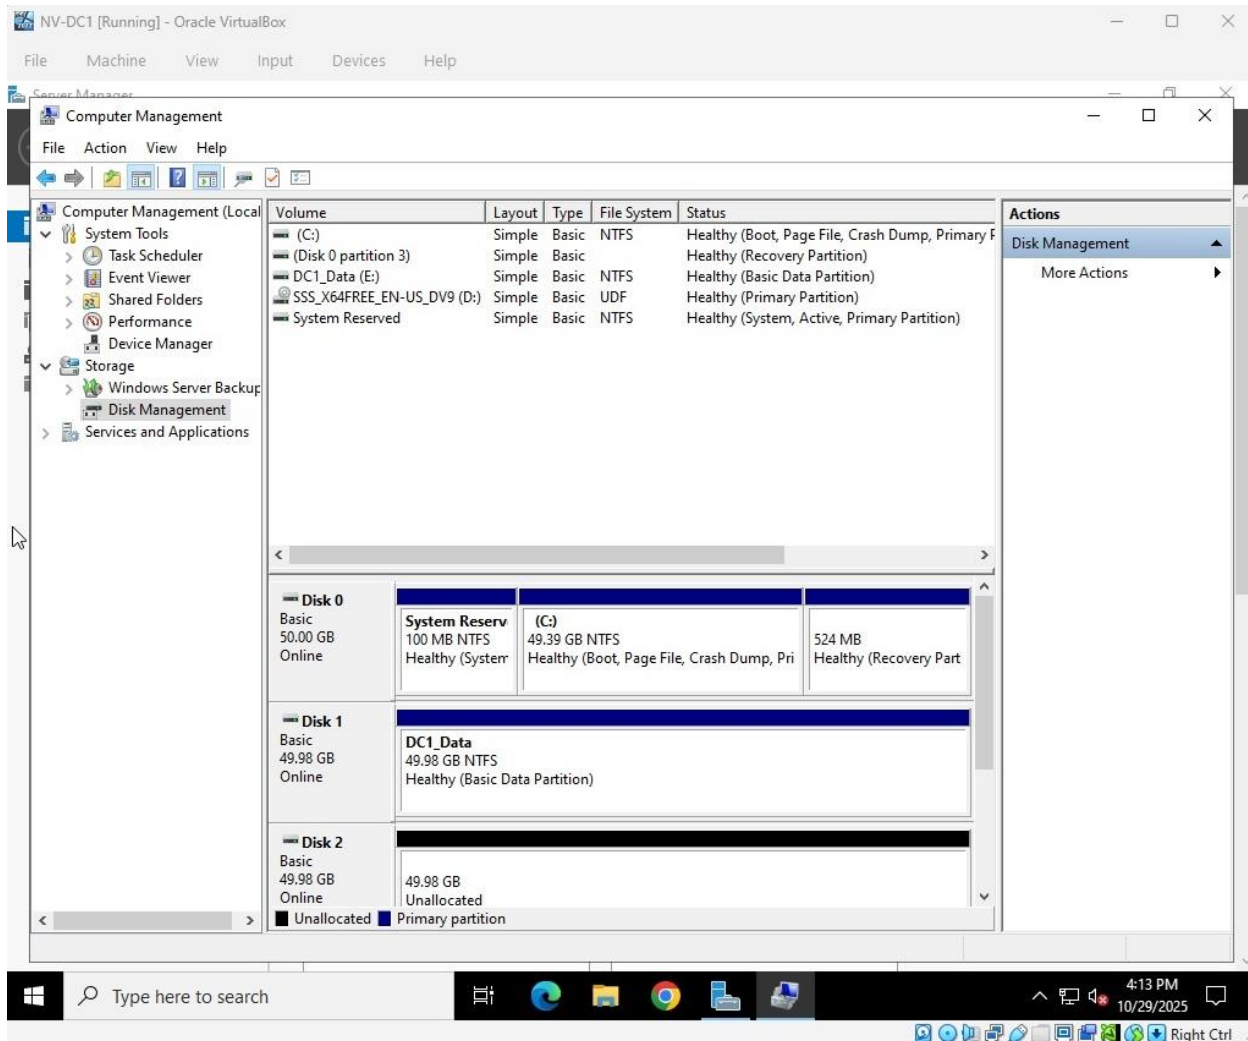 NV-DC1 [Running] - Oracle VirtualBox
File Machine View Input Devices Help
Server Manager
Computer Management
File Action View Help
Computer Management (Local
System Tools
Task Scheduler
Event Viewer
Shared Folders
Performance
Device Manager
Storage
Windows Server Backup
Disk Management
Services and Applications
Volume Layout Type File System Status
(C:) Simple Basic NTFS Healthy (Boot, Page File, Crash Dump, Primary P
(Disk 0 partition 3) Simple Basic Healthy (Recovery Partition)
DC1_Data (E:) Simple Basic NTFS Healthy (Basic Data Partition)
SSS_X64FREE_EN-US_DV9 (D:) Simple Basic UDF Healthy (Primary Partition)
System Reserved Simple Basic NTFS Healthy (System, Active, Primary Partition)
Actions
Disk Management
More Actions
Disk 0
Basic
50.00 GB
Online
System Reserv
100 MB NTFS
Healthy (System
(C:)
49.39 GB NTFS
Healthy (Boot, Page File, Crash Dump, Pri
524 MB
Healthy (Recovery Part
Disk 1
Basic
49.98 GB
Online
DC1_Data
49.98 GB NTFS
Healthy (Basic Data Partition)
Disk 2
Basic
49.98 GB
Online
49.98 GB
Unallocated
Unallocated Primary partition
Type here to search
4:13 PM
10/29/2025
Right Ctrl